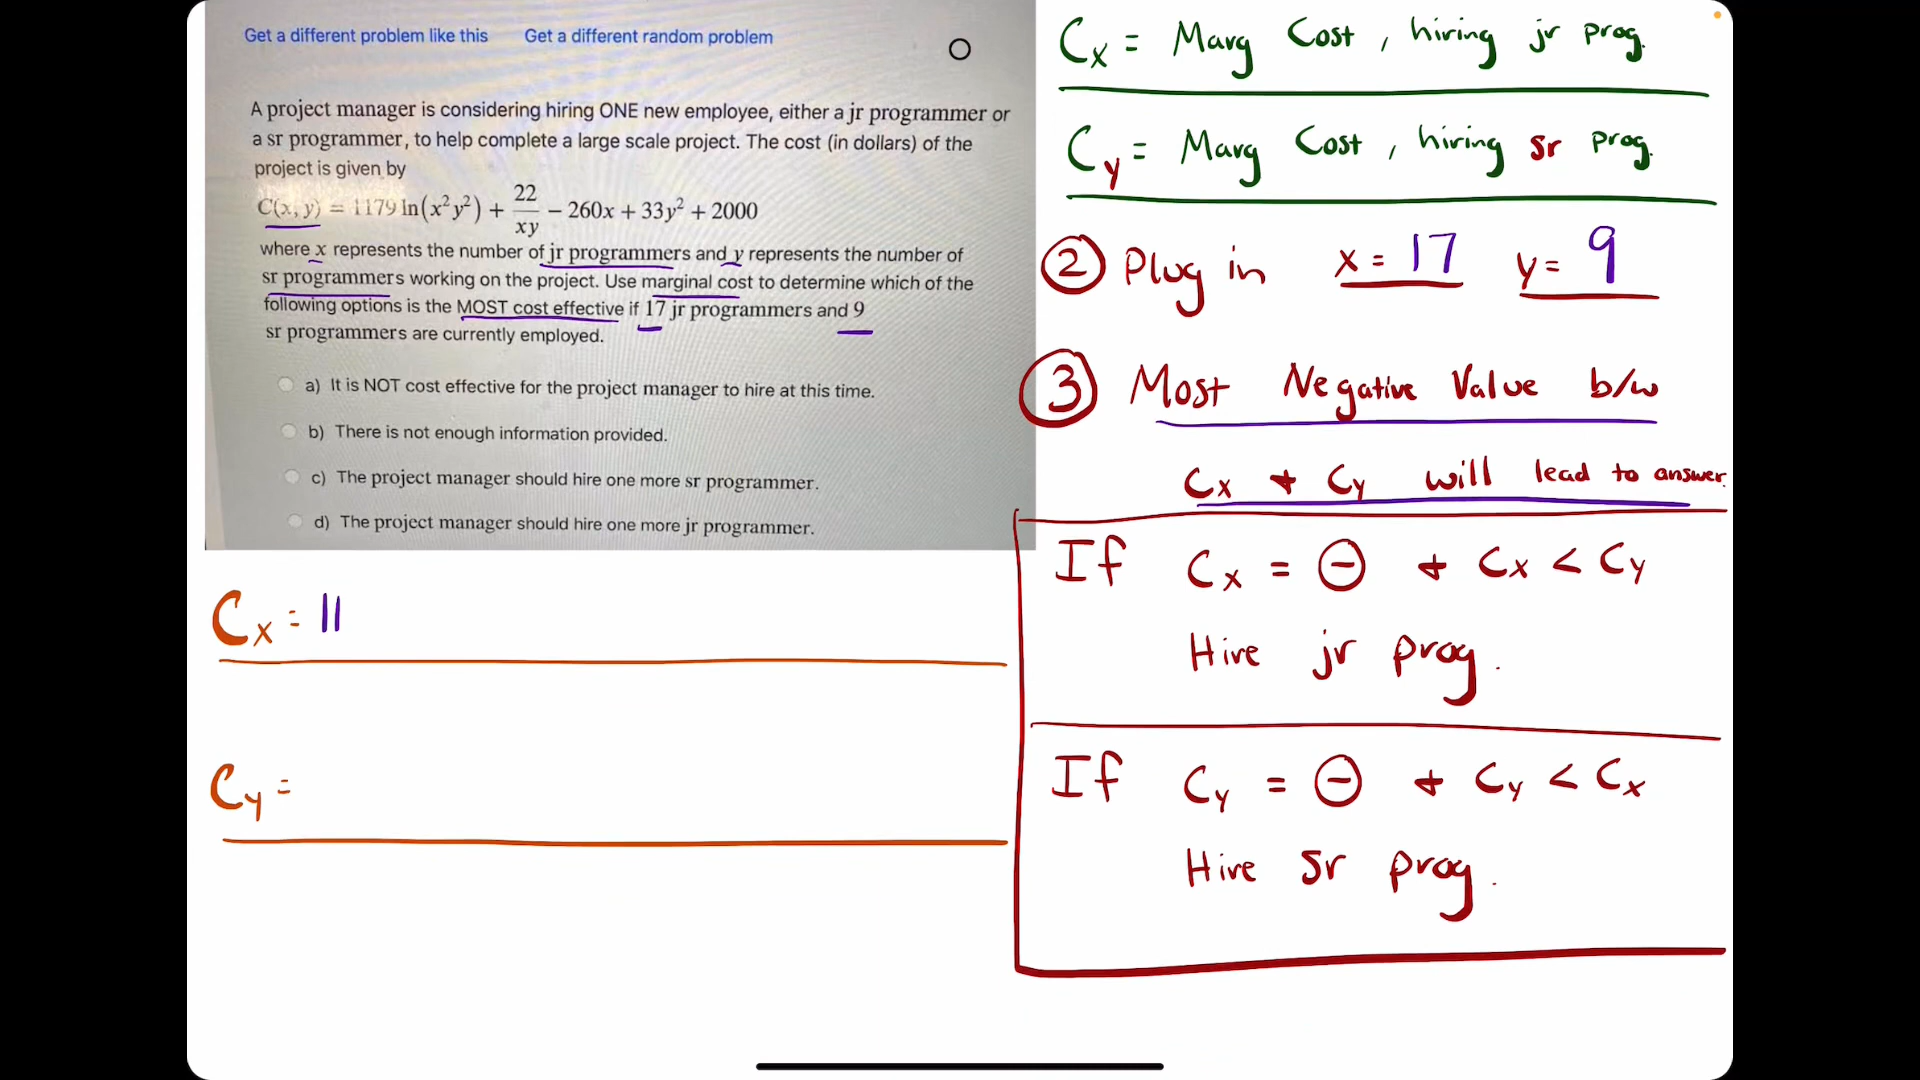 Get a different problem like this Get a different random problem
A project manager is considering hiring ONE new employee, either a jr programmer or
a sr programmer, to help complete a large scale project. The cost (in dollars) of the
project is given by
C(x, y) = 1179 ln(x²y²) + 22/xy − 260x + 33y² + 2000
where x represents the number of jr programmers and y represents the number of
sr programmers working on the project. Use marginal cost to determine which of the
following options is the MOST cost effective if 17 jr programmers and 9
sr programmers are currently employed.
a) It is NOT cost effective for the project manager to hire at this time.
b) There is not enough information provided.
c) The project manager should hire one more sr programmer.
d) The project manager should hire one more jr programmer.
Cx = 11
Cy =
Cx = Marg Cost, hiring jr prog.
Cy = Marg Cost, hiring sr prog.
② Plug in x = 17 y = 9
③ Most Negative Value b/w
Cx + Cy will lead to answer.
If Cx = ⊖ + Cx < Cy
Hire jr prog.
If Cy = ⊖ + Cy < Cx
Hire sr prog.